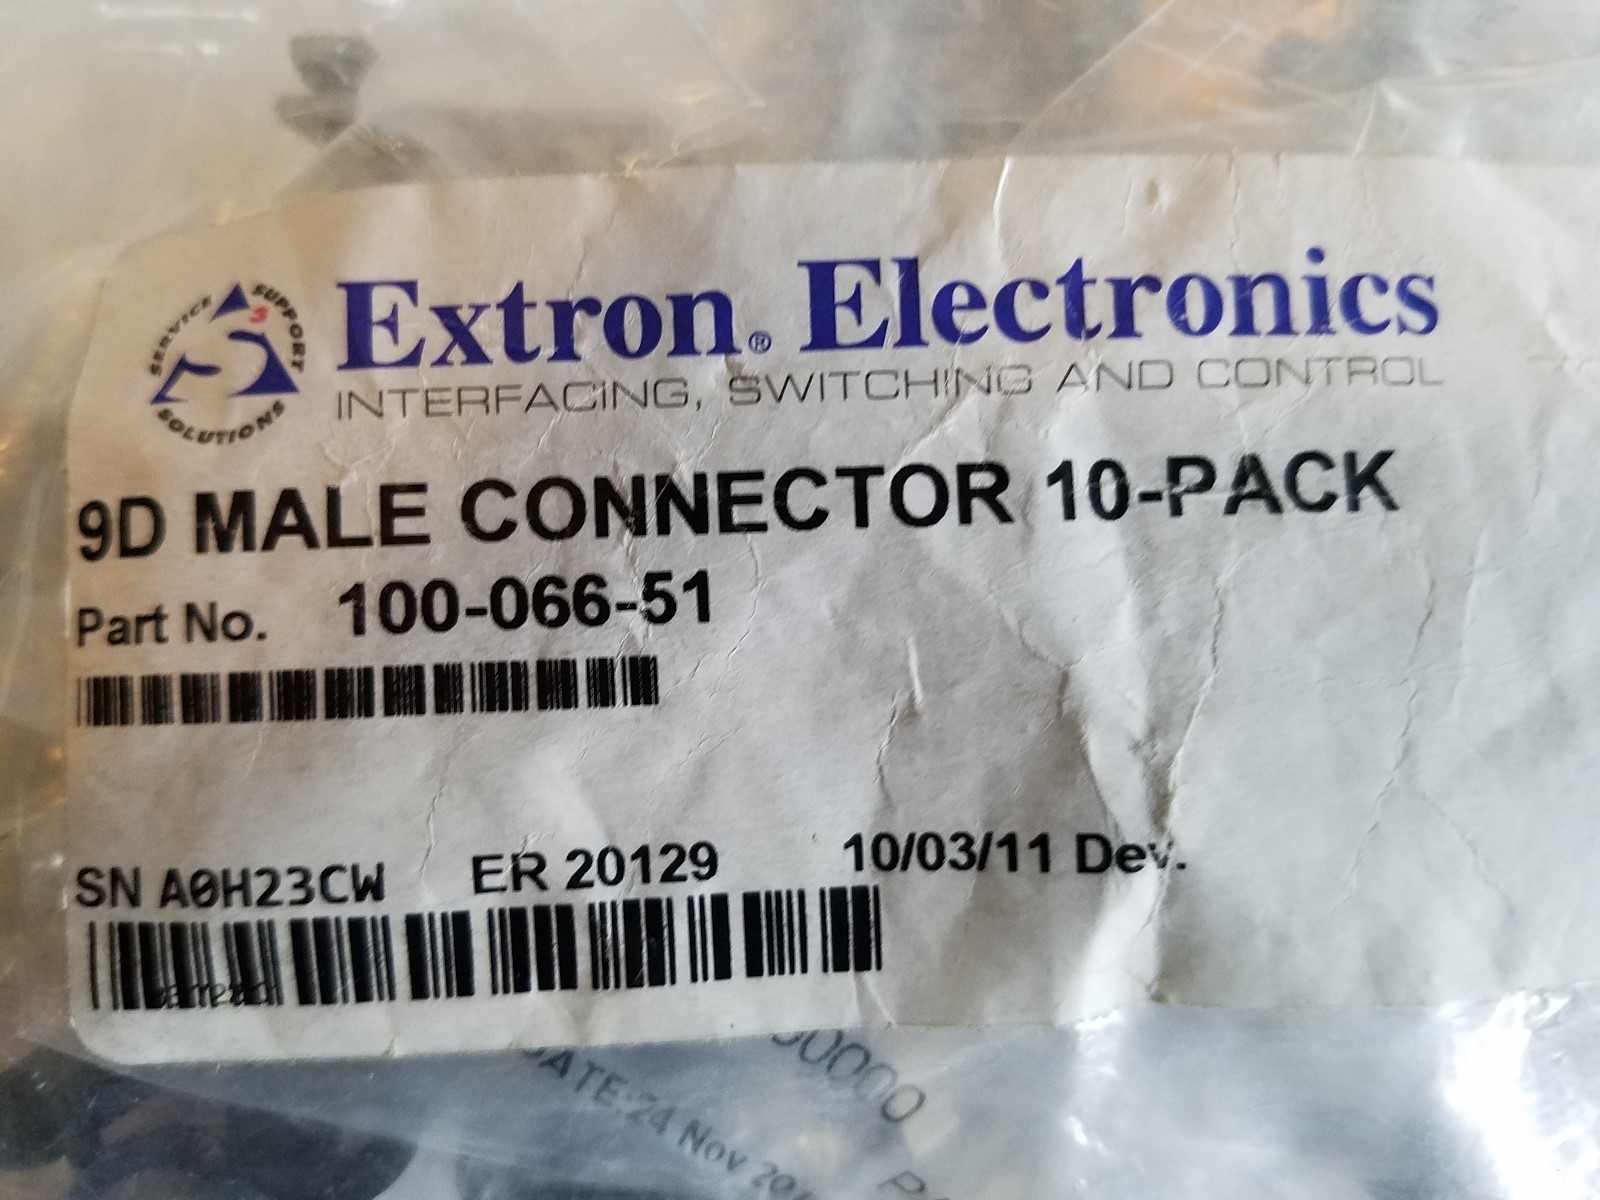 SERVICE SUPPORT SOLUTIONS
3
Extron® Electronics
INTERFACING, SWITCHING AND CONTROL
9D MALE CONNECTOR 10-PACK
Part No. 100-066-51
SN A0H23CW ER 20129 10/03/11 Dev.
DATE:24 Nov